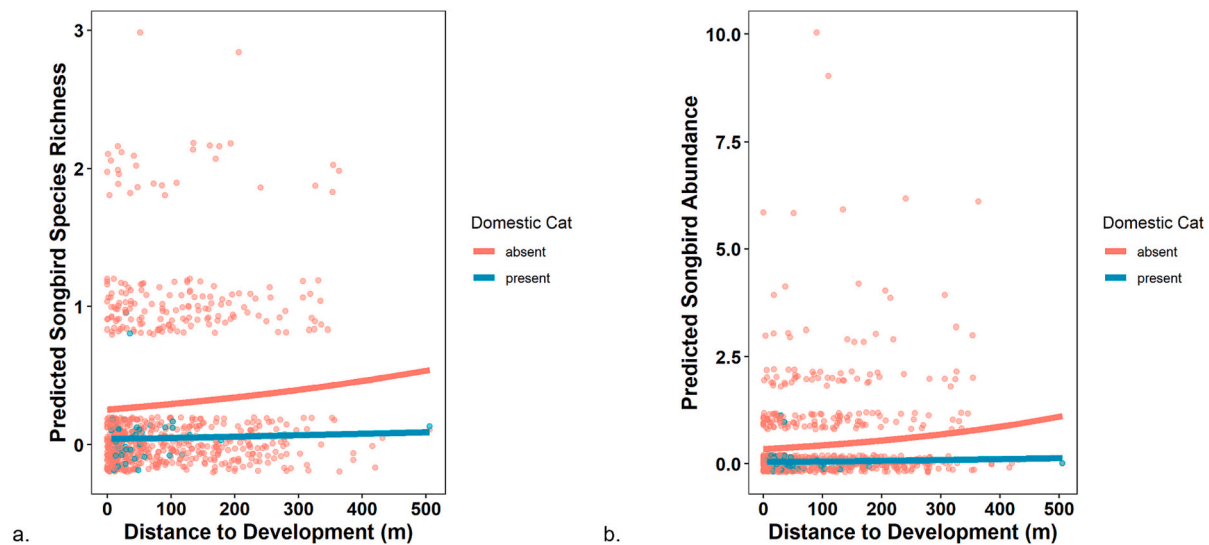 Predicted Songbird Species Richness
3
2
1
0
0 100 200 300 400 500
Distance to Development (m)
Domestic Cat
absent
present
a.
Predicted Songbird Abundance
10.0
7.5
5.0
2.5
0.0
0 100 200 300 400 500
Distance to Development (m)
Domestic Cat
absent
present
b.